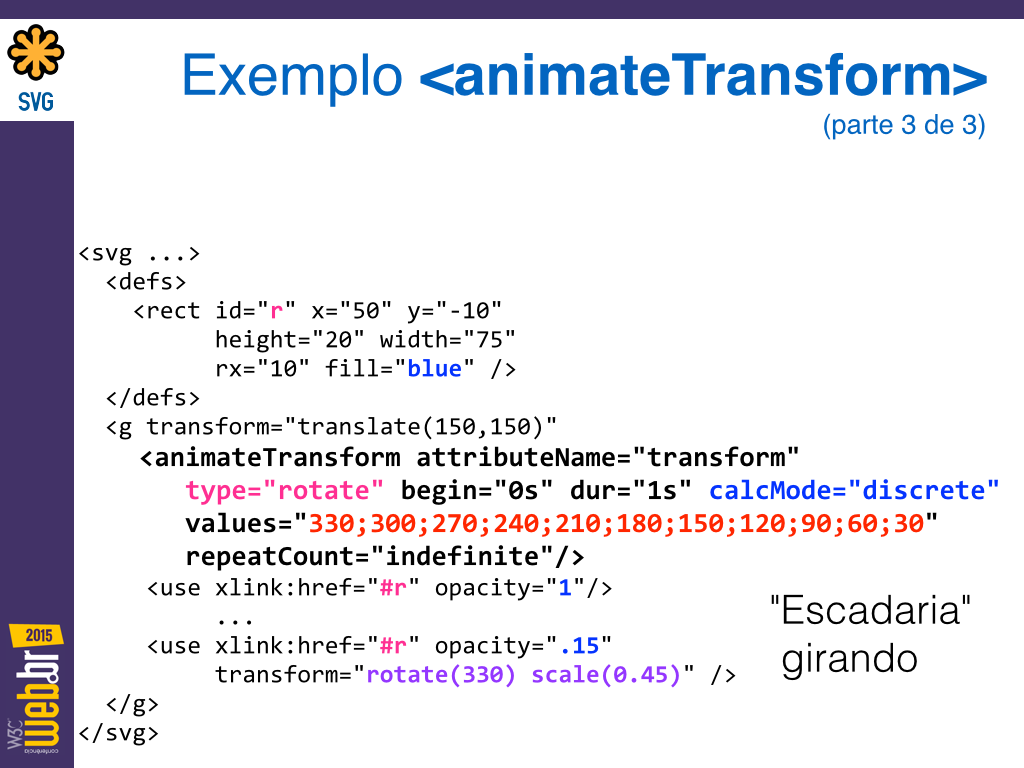 SVG
Exemplo <animateTransform>
(parte 3 de 3)
<svg ...>
<defs>
<rect id="r" x="50" y="-10"
height="20" width="75"
rx="10" fill="blue" />
</defs>
<g transform="translate(150,150)"
<animateTransform attributeName="transform"
type="rotate" begin="0s" dur="1s" calcMode="discrete"
values="330;300;270;240;210;180;150;120;90;60;30"
repeatCount="indefinite"/>
<use xlink:href="#r" opacity="1"/>
...
<use xlink:href="#r" opacity=".15"
transform="rotate(330) scale(0.45)" />
</g>
</svg>
"Escadaria"
girando
2015
conferência
W3C
web.br